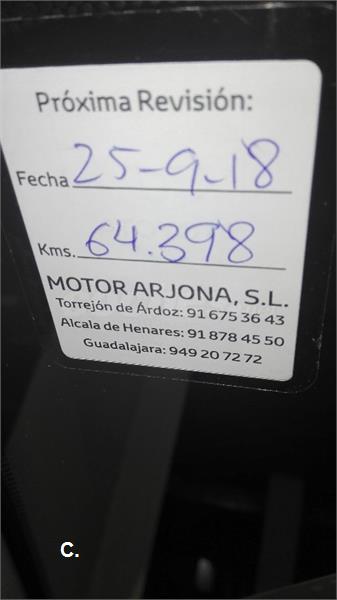 Próxima Revisión:
Fecha 25-9-18
Kms. 64.398
MOTOR ARJONA, S.L.
Torrejón de Árdoz: 91 675 36 43
Alcala de Henares: 91 878 45 50
Guadalajara: 949 20 72 72
C.